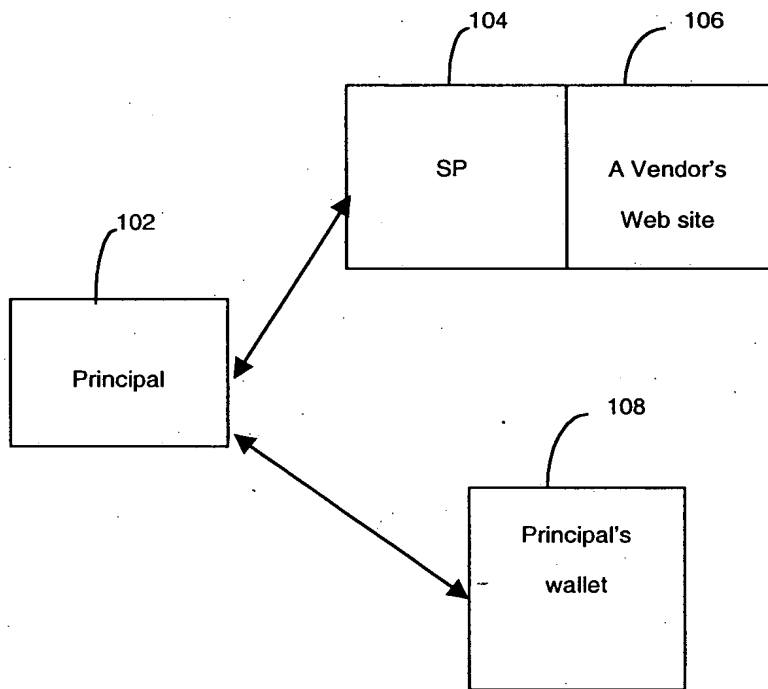 104
106
SP
A Vendor's
Web site
102
Principal
108
Principal's
wallet